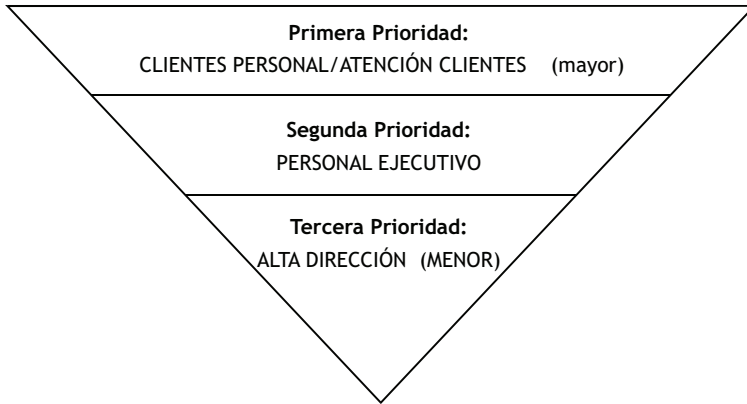 Primera Prioridad:
CLIENTES PERSONAL/ATENCIÓN CLIENTES (mayor)
Segunda Prioridad:
PERSONAL EJECUTIVO
Tercera Prioridad:
ALTA DIRECCIÓN (MENOR)